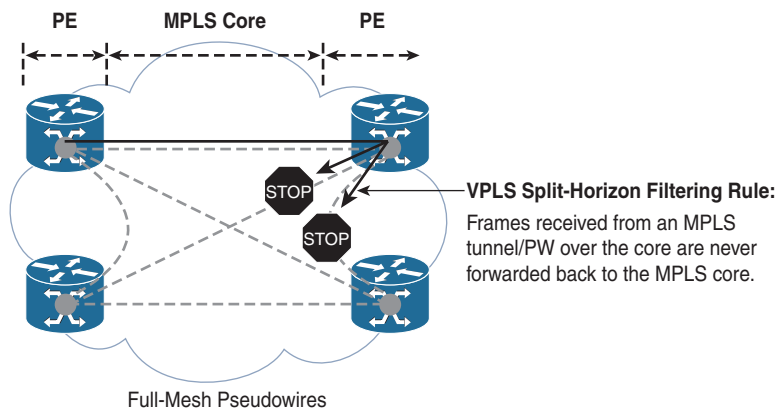 PE MPLS Core PE
STOP
STOP
VPLS Split-Horizon Filtering Rule:
Frames received from an MPLS
tunnel/PW over the core are never
forwarded back to the MPLS core.
Full-Mesh Pseudowires